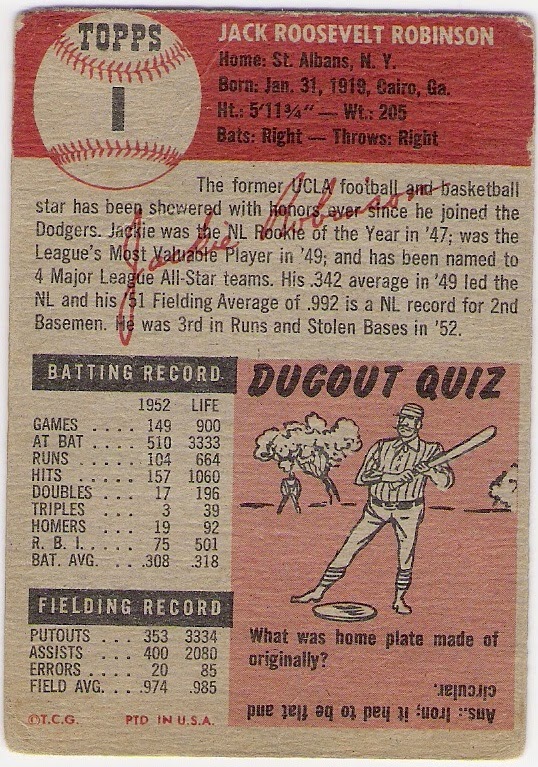 TOPPS
1
JACK ROOSEVELT ROBINSON
Home: St. Albans, N. Y.
Born: Jan. 31, 1919, Cairo, Ga.
Ht.: 5'11¾" — Wt.: 205
Bats: Right — Throws: Right
The former UCLA football and basketball
star has been showered with honors ever since he joined the
Dodgers. Jackie was the NL Rookie of the Year in '47; was the
League's Most Valuable Player in '49; and has been named to
4 Major League All-Star teams. His .342 average in '49 led the
NL and his '51 Fielding Average of .992 is a NL record for 2nd
Basemen. He was 3rd in Runs and Stolen Bases in '52.
Jackie Robinson
BATTING RECORD
1952 LIFE
GAMES .... 149 900
AT BAT .... 510 3333
RUNS .... 104 664
HITS .... 157 1060
DOUBLES .. 17 196
TRIPLES ... 3 39
HOMERS .. 19 92
R. B. I. .... 75 501
BAT. AVG. .. .308 .318
FIELDING RECORD
PUTOUTS ... 353 3334
ASSISTS ... 400 2080
ERRORS .... 20 85
FIELD AVG. .. .974 .985
©T.C.G. PTD IN U.S.A.
DUGOUT QUIZ
What was home plate made of
originally?
Ans.: Iron; it had to be flat and
circular.